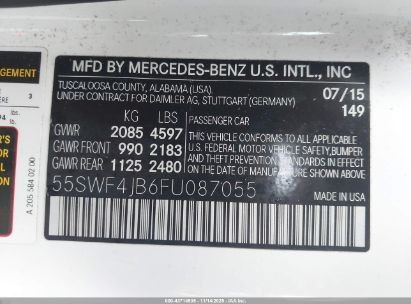 MFD BY MERCEDES-BENZ U.S. INTL., INC
TUSCALOOSA COUNTY, ALABAMA (USA)
UNDER CONTRACT FOR DAIMLER AG, STUTTGART (GERMANY)
07/15
149
KG LBS
GVWR 2085 4597
GAWR FRONT 990 2183
GAWR REAR 1125 2480
PASSENGER CAR
THIS VEHICLE CONFORMS TO ALL
APPLICABLE U.S. FEDERAL
MOTOR VEHICLE SAFETY,BUMPER
AND THEFT PREVENTION
STANDARDS IN EFFECT ON THE DATE OF
MANUFACTURE SHOWN ABOVE.
55SWF4JB6FU087055
A 205 584 02 00
3